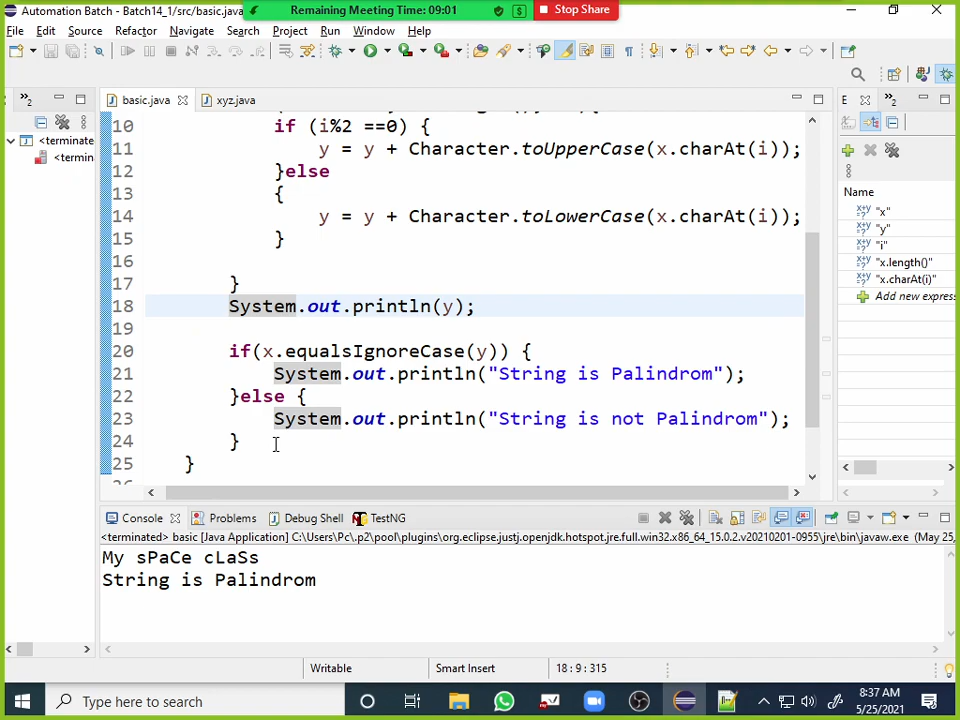 Automation Batch - Batch14_1/src/basic.java
Remaining Meeting Time: 09:01
Stop Share
File Edit Source Refactor Navigate Search Project Run Window Help
basic.java
xyz.java
E
<terminate
<termin
10 if (i%2 ==0) {
11 y = y + Character.toUpperCase(x.charAt(i));
12 }else
13 {
14 y = y + Character.toLowerCase(x.charAt(i));
15 }
16
17 }
18 System.out.println(y);
19
20 if(x.equalsIgnoreCase(y)) {
21 System.out.println("String is Palindrom");
22 }else {
23 System.out.println("String is not Palindrom");
24 }
25 }
Name
"x"
"y"
"i"
"x.length()"
"x.charAt(i)"
Add new expres
Console
Problems
Debug Shell
TestNG
<terminated> basic [Java Application] C:\Users\Pc\.p2\pool\plugins\org.eclipse.justj.openjdk.hotspot.jre.full.win32.x86_64_15.0.2.v20210201-0955\jre\bin\javaw.exe (May 25,
My sPaCe cLaSs
String is Palindrom
Writable
Smart Insert
18 : 9 : 315
Type here to search
8:37 AM
5/25/2021